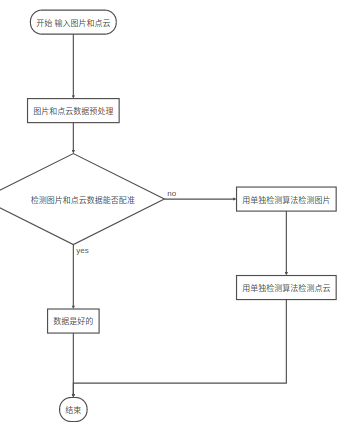 开始 输入图片和点云
图片和点云数据预处理
检测图片和点云数据能否配准
no
用单独检测算法检测图片
yes
用单独检测算法检测点云
数据是好的
结束